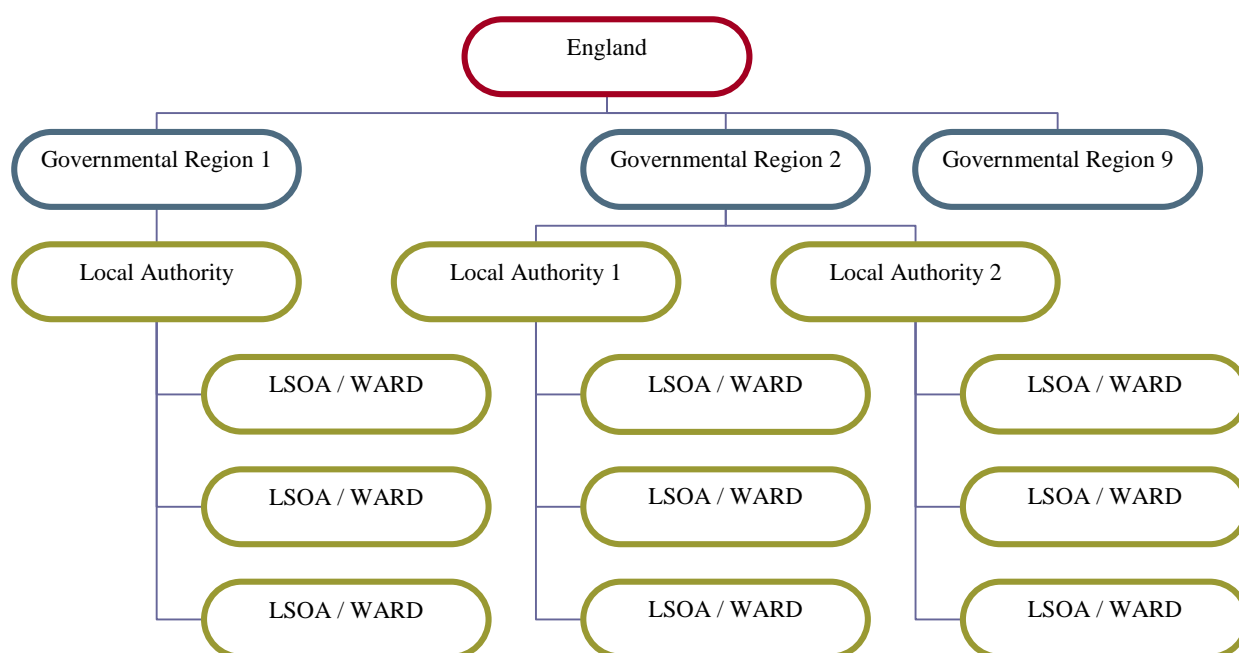 England
Governmental Region 1
Governmental Region 2
Governmental Region 9
Local Authority
Local Authority 1
Local Authority 2
LSOA / WARD
LSOA / WARD
LSOA / WARD
LSOA / WARD
LSOA / WARD
LSOA / WARD
LSOA / WARD
LSOA / WARD
LSOA / WARD